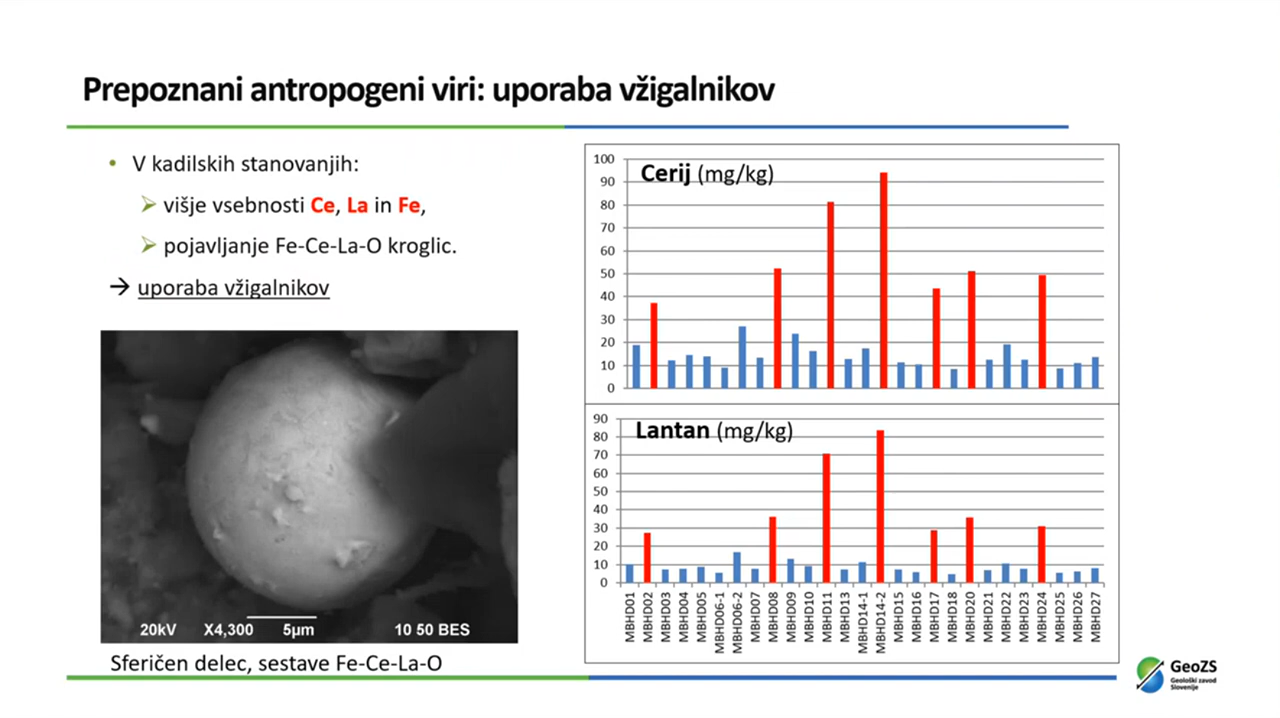 Prepoznani antropogeni viri: uporaba vžigalnikov
• V kadilskih stanovanjih:
➢ višje vsebnosti Ce, La in Fe,
➢ pojavljanje Fe-Ce-La-O kroglic.
→ uporaba vžigalnikov
20kV X4,300 5µm 10 50 BES
Sferičen delec, sestave Fe-Ce-La-O
Cerij (mg/kg)
100
90
80
70
60
50
40
30
20
10
0
Lantan (mg/kg)
90
80
70
60
50
40
30
20
10
0
MBHD01
MBHD02
MBHD03
MBHD04
MBHD05
MBHD06-1
MBHD06-2
MBHD07
MBHD08
MBHD09
MBHD10
MBHD11
MBHD13
MBHD14-1
MBHD14-2
MBHD15
MBHD16
MBHD17
MBHD18
MBHD20
MBHD21
MBHD22
MBHD23
MBHD24
MBHD25
MBHD26
MBHD27
GeoZS
Geološki zavod
Slovenije